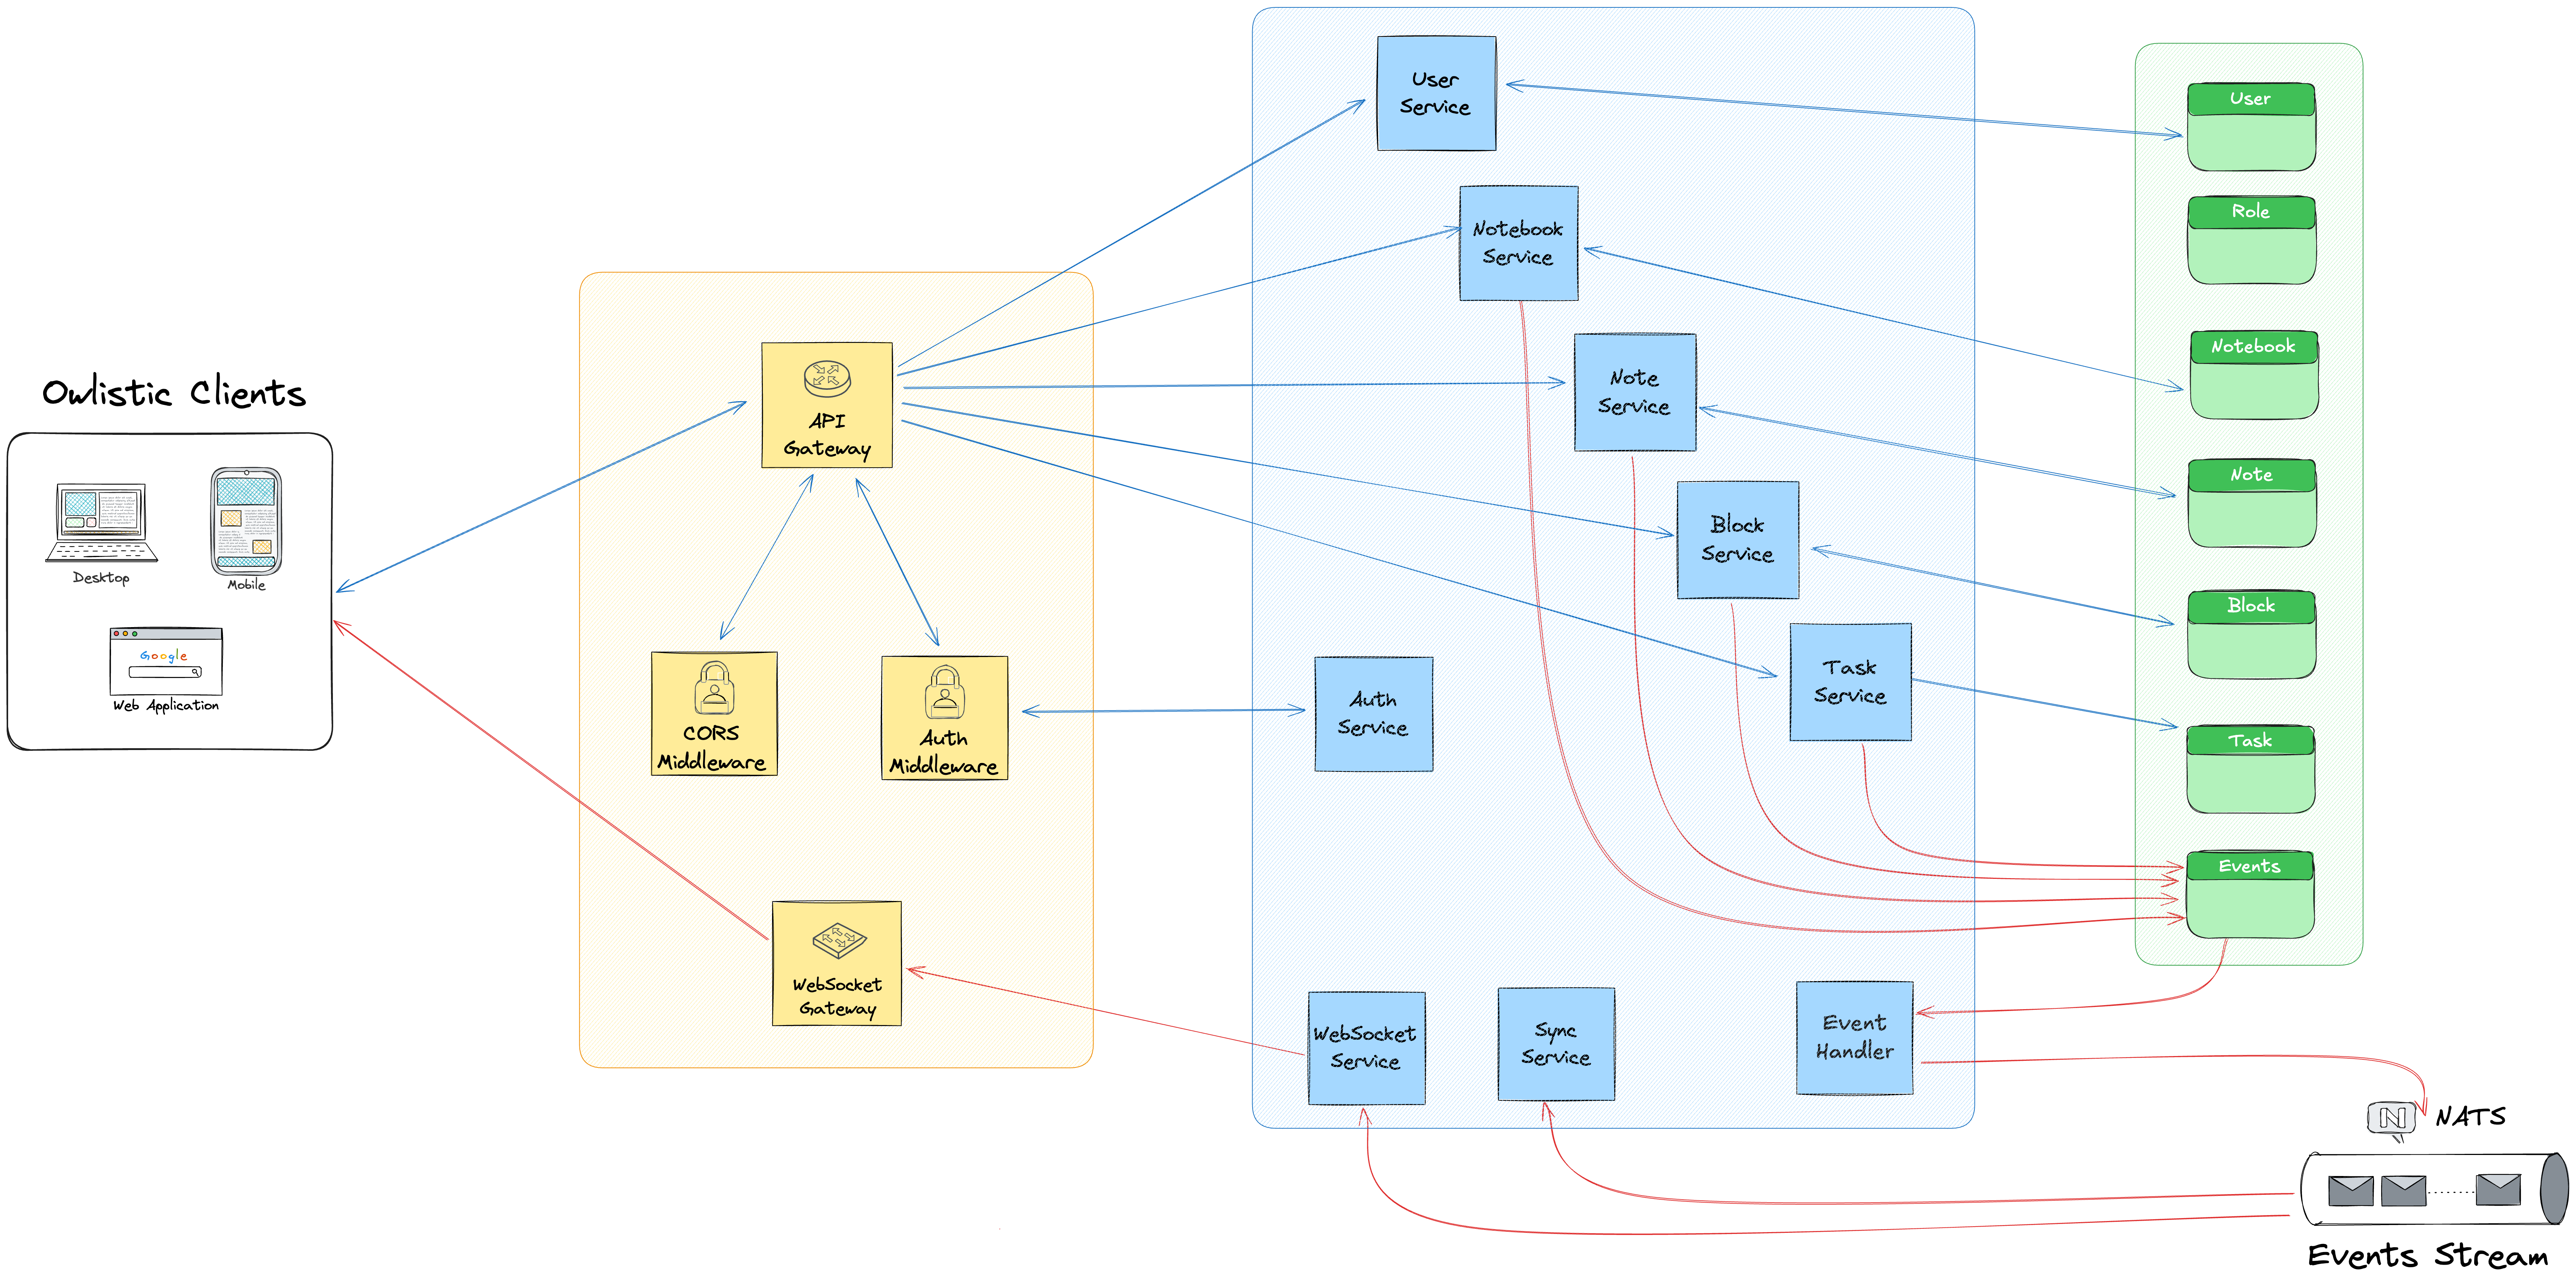 Owlistic Clients
Desktop
Mobile
Google
Web Application
API
Gateway
CORS
Middleware
Auth
Middleware
WebSocket
Gateway
User
Service
Notebook
Service
Note
Service
Block
Service
Task
Service
Auth
Service
WebSocket
Service
Sync
Service
Event
Handler
User
Role
Notebook
Note
Block
Task
Events
N
NATS
Events Stream